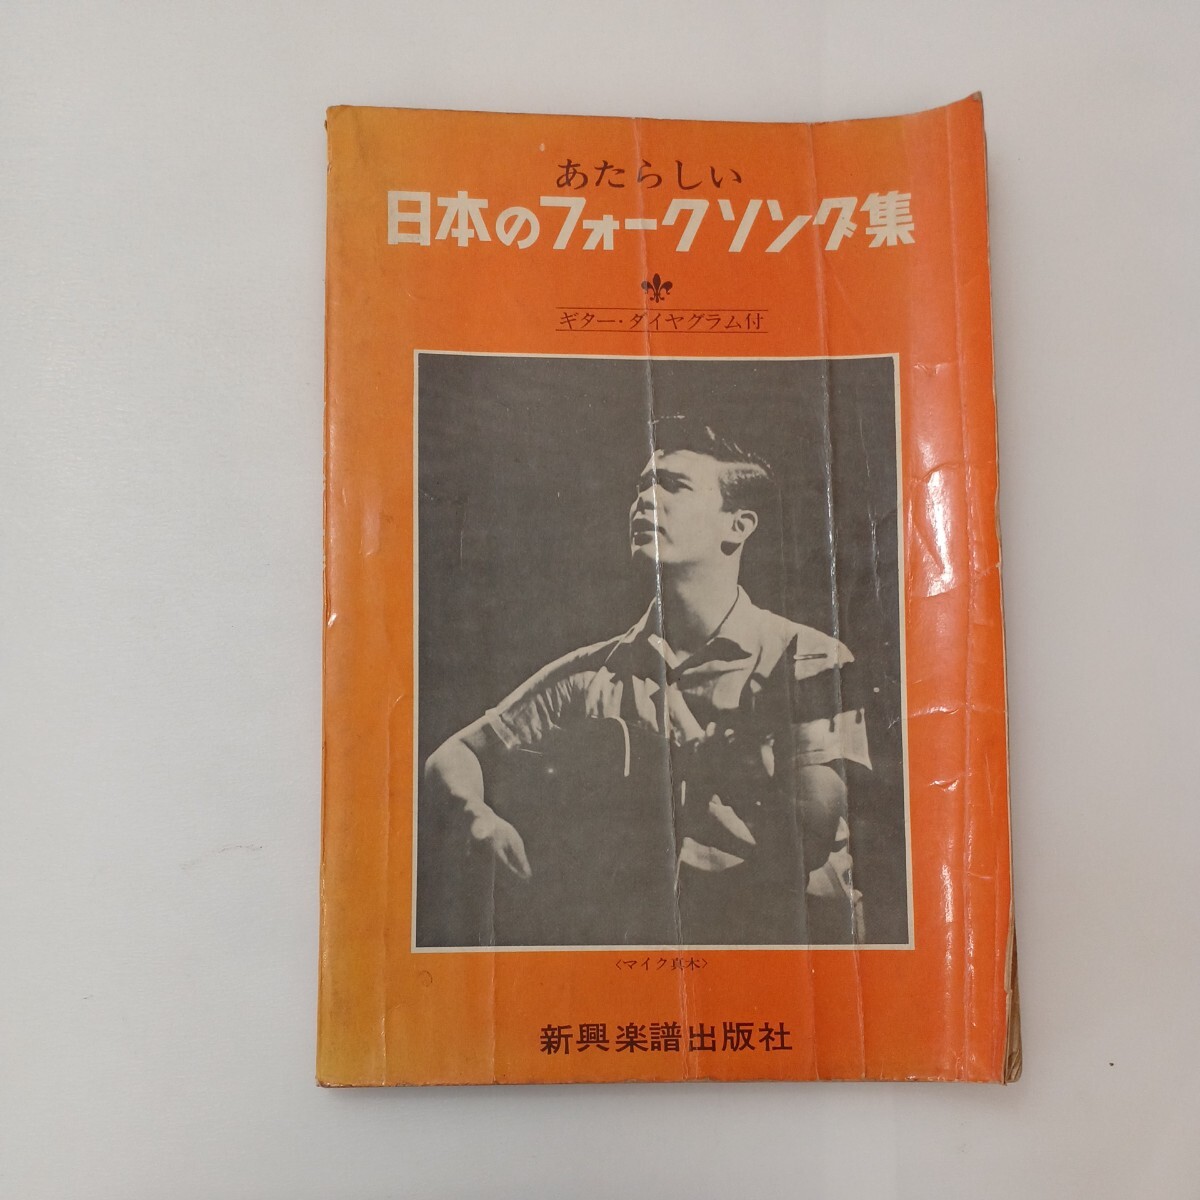 あたらしい
日本のフォークソング集
ギター・ダイヤグラム付
〈マイク真木〉
新興楽譜出版社